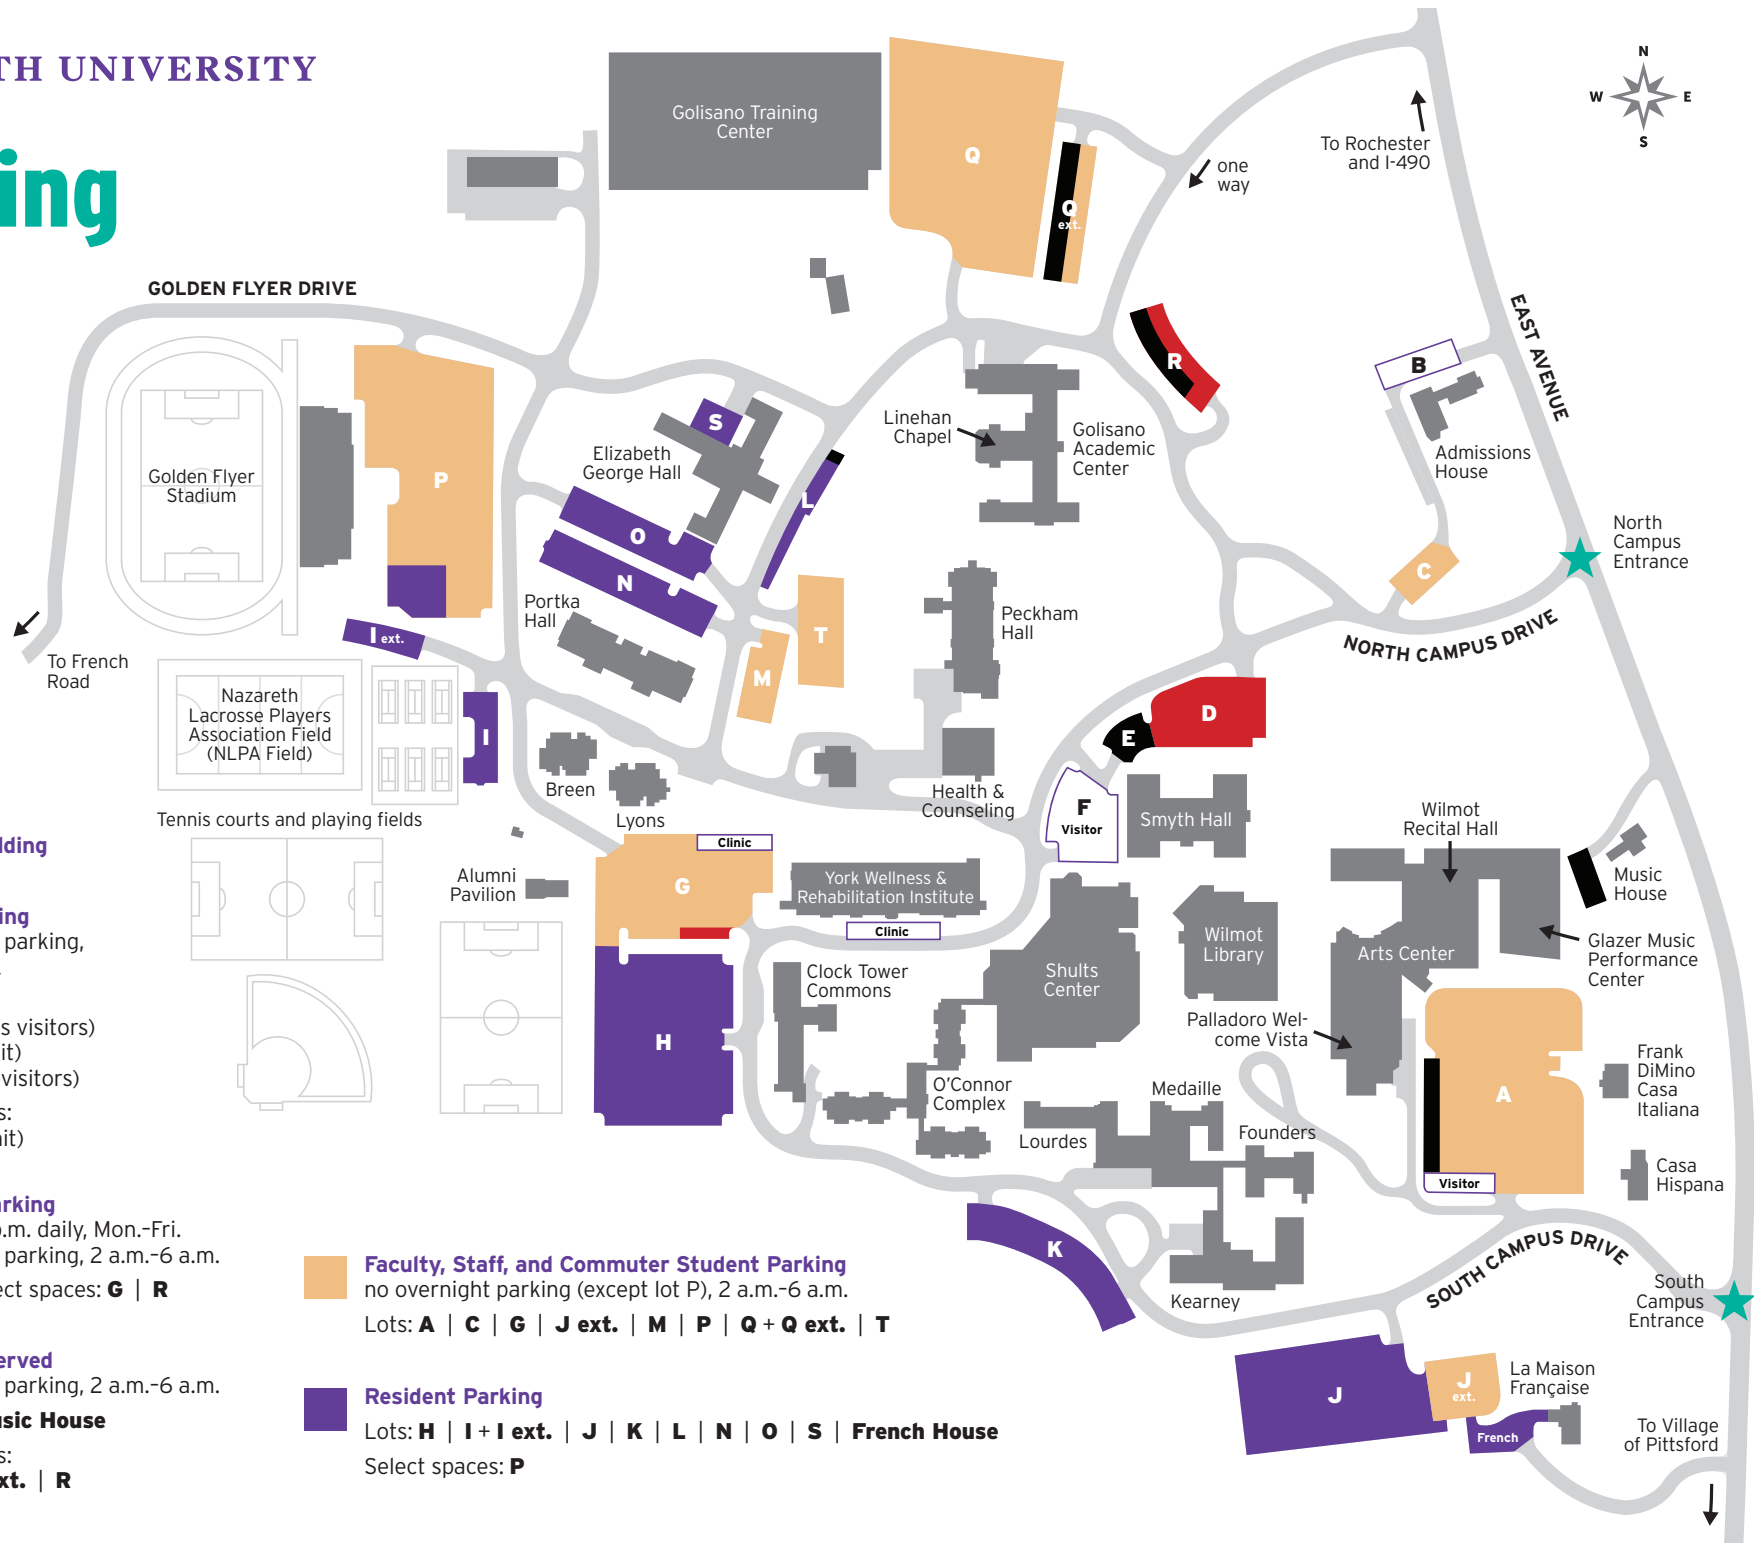 TH UNIVERSITY
ing
N
W E
S
To Rochester
and I-490
one
way
Golisano Training
Center
Q
Q
ext.
GOLDEN FLYER DRIVE
EAST AVENUE
R
B
Linehan
Chapel
Golisano
Academic
Center
Admissions
House
S
Elizabeth
George Hall
L
Golden Flyer
Stadium
P
O
N
North
Campus
Entrance
C
Portka
Hall
Peckham
Hall
T
I ext.
NORTH CAMPUS DRIVE
To French
Road
M
Nazareth
Lacrosse Players
Association Field
(NLPA Field)
I
D
E
Breen
Lyons
Health &
Counseling
F
Visitor
Smyth Hall
Wilmot
Recital Hall
Tennis courts and playing fields
Clinic
G
Alumni
Pavilion
York Wellness &
Rehabilitation Institute
Clinic
Music
House
Wilmot
Library
Arts Center
Glazer Music
Performance
Center
Clock Tower
Commons
Shults
Center
Palladoro Wel-
come Vista
H
O'Connor
Complex
Medaille
Lourdes
Founders
A
Frank
DiMino
Casa
Italiana
Visitor
Casa
Hispana
K
Kearney
SOUTH CAMPUS DRIVE
South
Campus
Entrance
J
J
ext.
La Maison
Française
French
To Village
of Pittsford
lding
ing
parking,
s visitors)
it)
visitors)
s:
it)
arking
p.m. daily, Mon.–Fri.
parking, 2 a.m.–6 a.m.
ect spaces: G | R
erved
parking, 2 a.m.–6 a.m.
usic House
s:
xt. | R
Faculty, Staff, and Commuter Student Parking
no overnight parking (except lot P), 2 a.m.–6 a.m.
Lots: A | C | G | J ext. | M | P | Q + Q ext. | T
Resident Parking
Lots: H | I + I ext. | J | K | L | N | O | S | French House
Select spaces: P